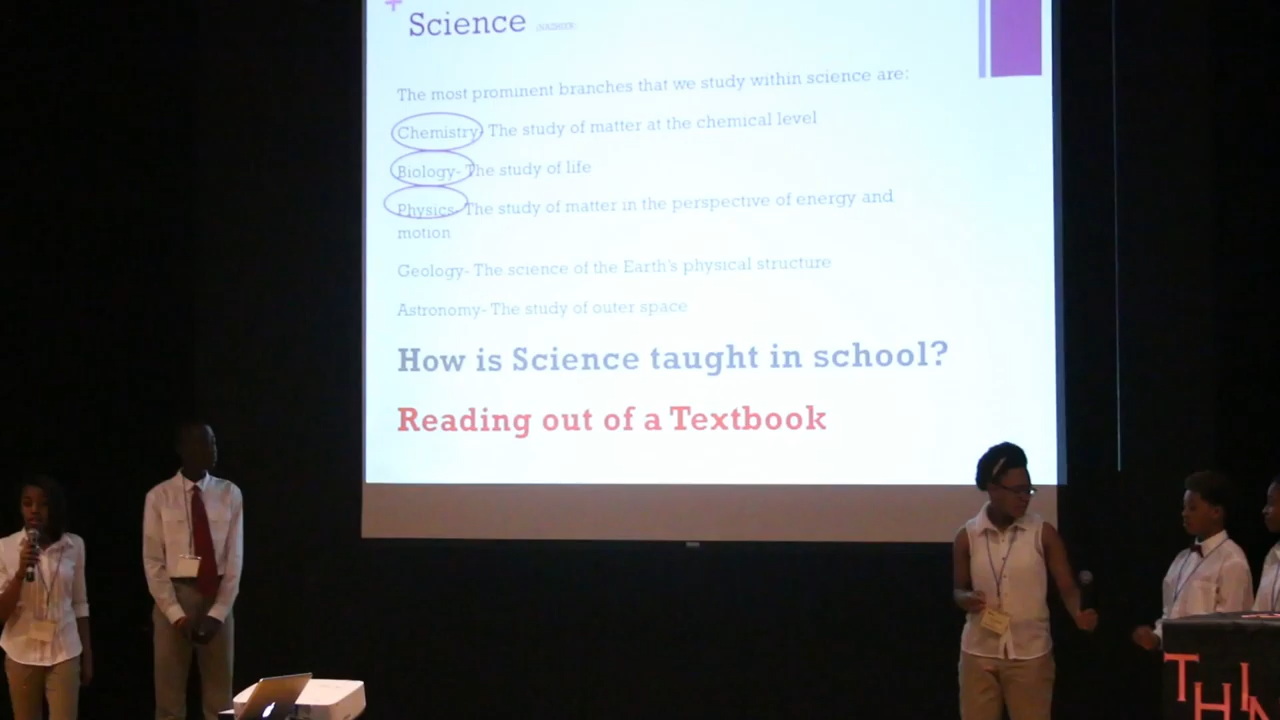 +
Science
The most prominent branches that we study within science are:
Chemistry- The study of matter at the chemical level
Biology- The study of life
Physics- The study of matter in the perspective of energy and
motion
Geology- The science of the Earth's physical structure
Astronomy- The study of outer space
How is Science taught in school?
Reading out of a Textbook
THIN